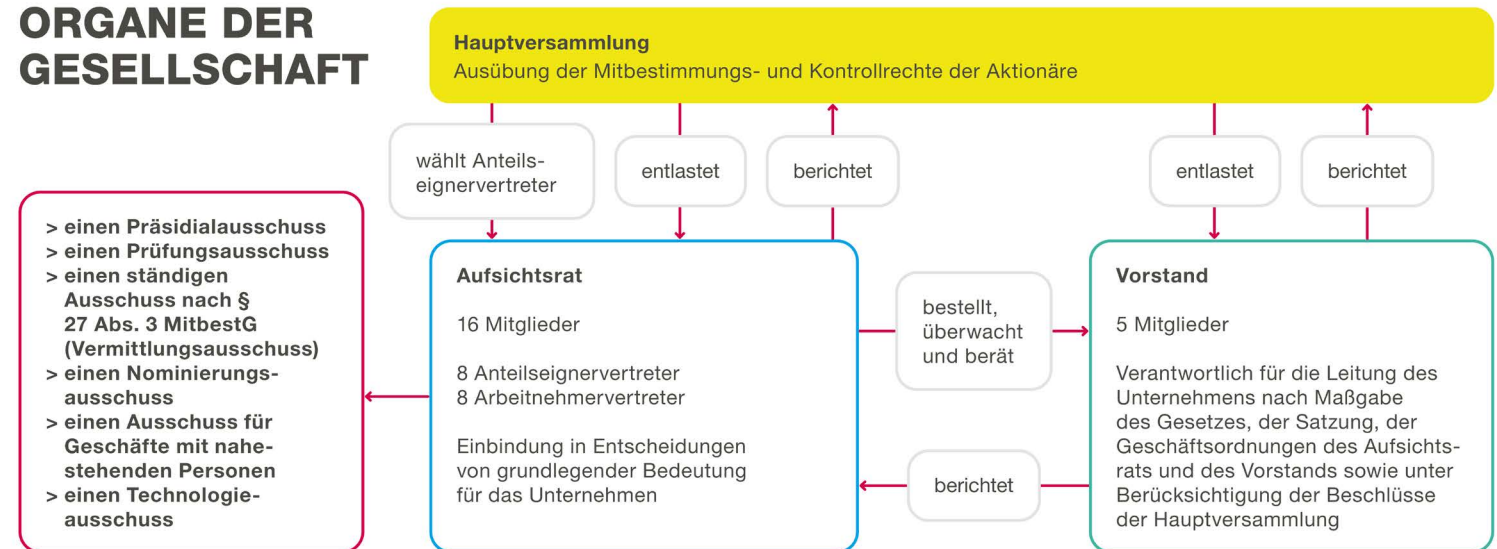 ORGANE DER
GESELLSCHAFT
Hauptversammlung
Ausübung der Mitbestimmungs- und Kontrollrechte der Aktionäre
wählt Anteils-
eignervertreter
entlastet
berichtet
entlastet
berichtet
> einen Präsidialausschuss
> einen Prüfungsausschuss
> einen ständigen
Ausschuss nach §
27 Abs. 3 MitbestG
(Vermittlungsausschuss)
> einen Nominierungs-
ausschuss
> einen Ausschuss für
Geschäfte mit nahe-
stehenden Personen
> einen Technologie-
ausschuss
Aufsichtsrat
16 Mitglieder
8 Anteilseignervertreter
8 Arbeitnehmervertreter
Einbindung in Entscheidungen
von grundlegender Bedeutung
für das Unternehmen
bestellt,
überwacht
und berät
berichtet
Vorstand
5 Mitglieder
Verantwortlich für die Leitung des
Unternehmens nach Maßgabe
des Gesetzes, der Satzung, der
Geschäftsordnungen des Aufsichts-
rats und des Vorstands sowie unter
Berücksichtigung der Beschlüsse
der Hauptversammlung